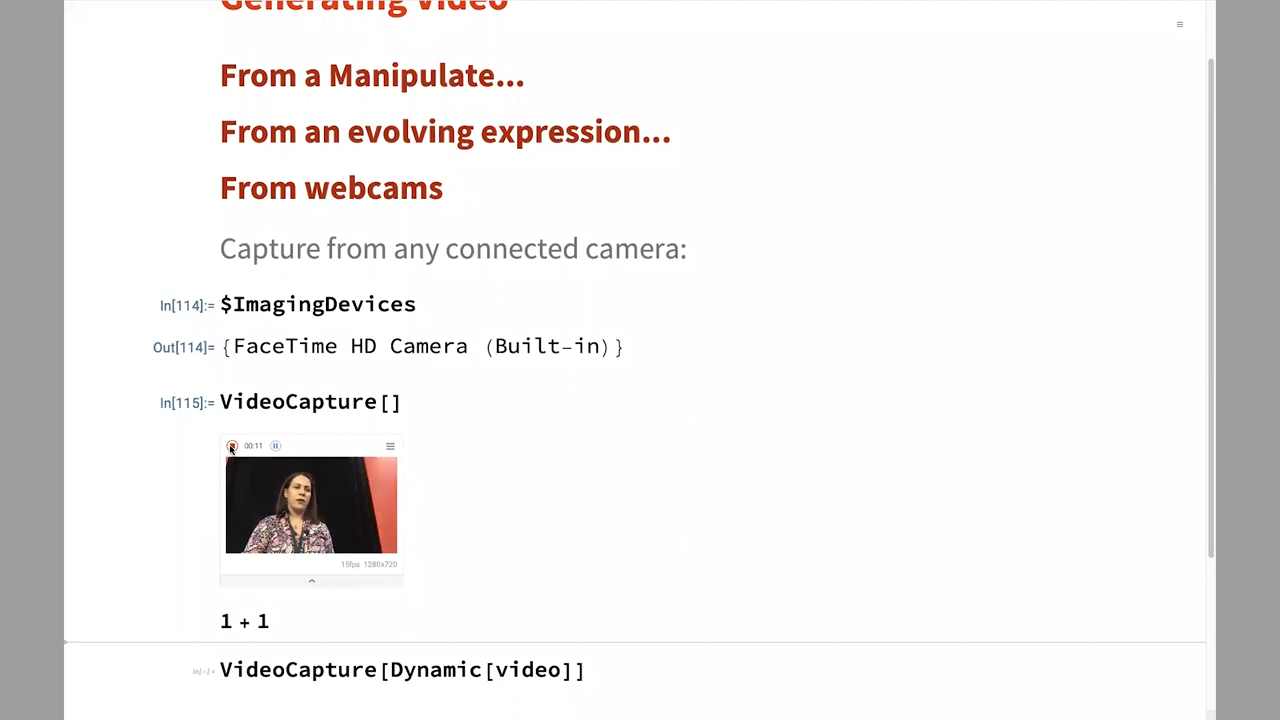 Generating Video
From a Manipulate...
From an evolving expression...
From webcams
Capture from any connected camera:
In[114]:= $ImagingDevices
Out[114]= {FaceTime HD Camera (Built-in)}
In[115]:= VideoCapture[]
00:11
15fps 1280x720
1 + 1
In[-]:= VideoCapture[Dynamic[video]]